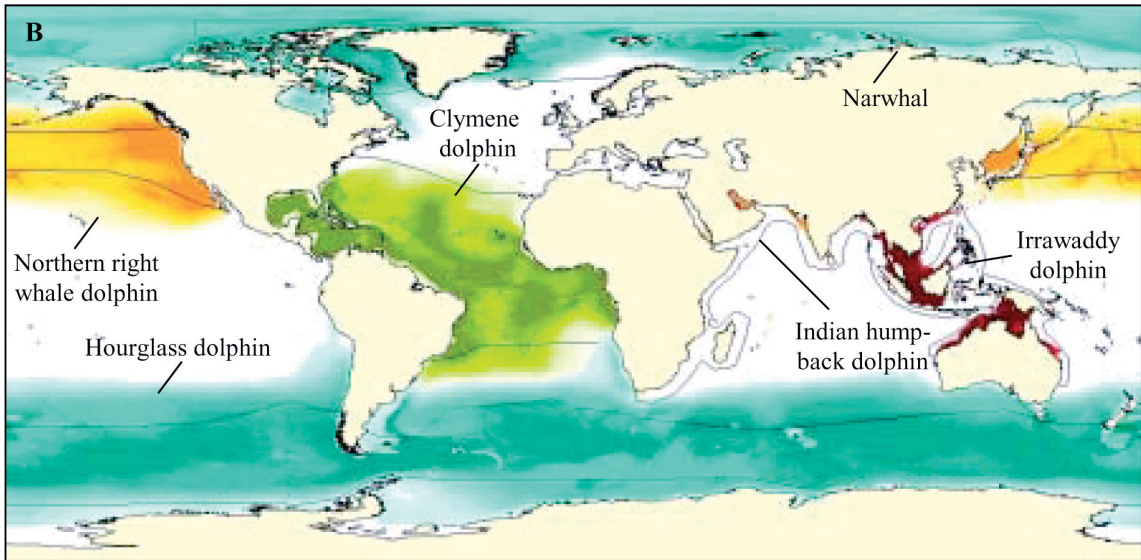 B
Narwhal
Clymene
dolphin
Northern right
whale dolphin
Irrawaddy
dolphin
Hourglass dolphin
Indian hump-
back dolphin